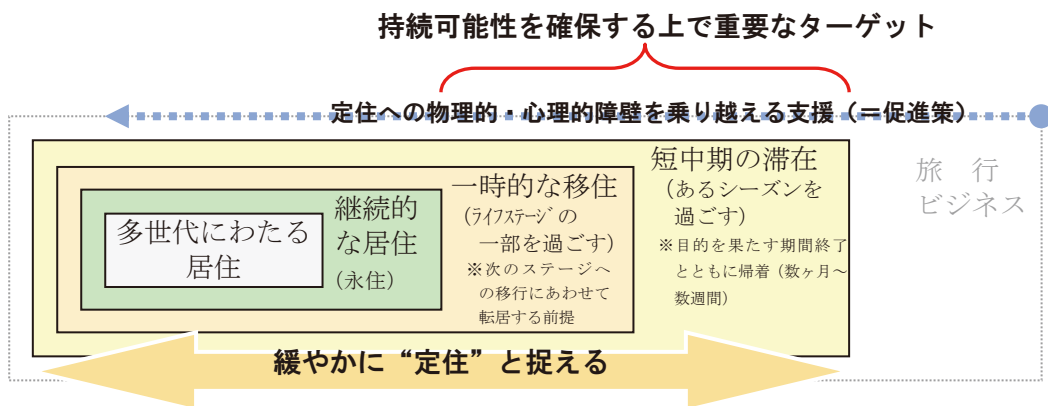 持続可能性を確保する上で重要なターゲット
定住への物理的・心理的障壁を乗り越える支援（＝促進策）
多世代にわたる
居住
継続的
な居住
（永住）
一時的な移住
（ﾗｲﾌｽﾃｰｼﾞの
一部を過ごす）
※次のステージへ
の移行にあわせて
転居する前提
短中期の滞在
（あるシーズンを
過ごす）
※目的を果たす期間終了
とともに帰着（数ヶ月～
数週間）
旅　行
ビジネス
緩やかに“定住”と捉える